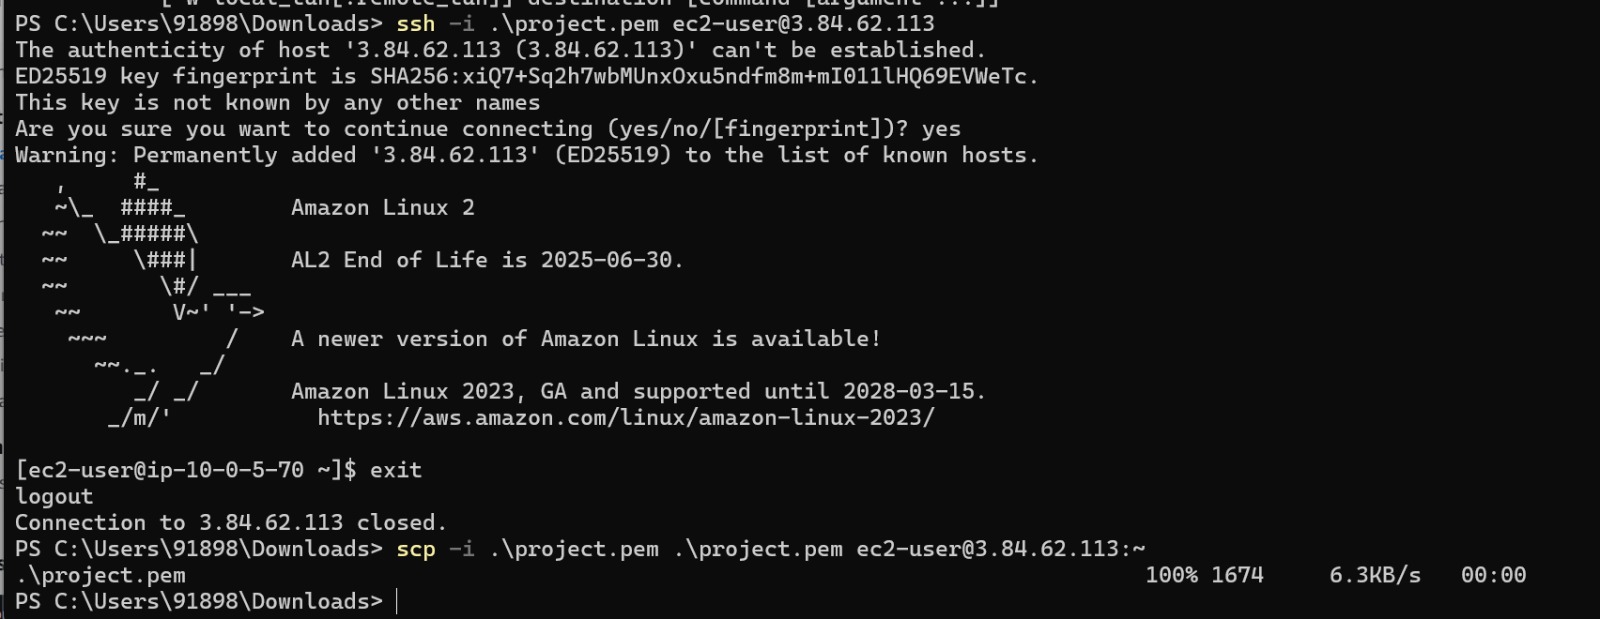 [-w local_tun[:remote_tun]] destination [command [argument ...]]
PS C:\Users\91898\Downloads> ssh -i .\project.pem ec2-user@3.84.62.113
The authenticity of host '3.84.62.113 (3.84.62.113)' can't be established.
ED25519 key fingerprint is SHA256:xiQ7+Sq2h7wbMUnxOxu5ndfm8m+mI011lHQ69EVWeTc.
This key is not known by any other names
Are you sure you want to continue connecting (yes/no/[fingerprint])? yes
Warning: Permanently added '3.84.62.113' (ED25519) to the list of known hosts.
   ,     #_
   ~\_  ####_        Amazon Linux 2
  ~~  \_#####\
  ~~     \###|       AL2 End of Life is 2025-06-30.
  ~~       \#/ ___
   ~~       V~' '->
    ~~~         /    A newer version of Amazon Linux is available!
      ~~._.   _/
         _/ _/       Amazon Linux 2023, GA and supported until 2028-03-15.
       _/m/'           https://aws.amazon.com/linux/amazon-linux-2023/
[ec2-user@ip-10-0-5-70 ~]$ exit
logout
Connection to 3.84.62.113 closed.
PS C:\Users\91898\Downloads> scp -i .\project.pem .\project.pem ec2-user@3.84.62.113:~
.\project.pem 100% 1674 6.3KB/s 00:00
PS C:\Users\91898\Downloads>